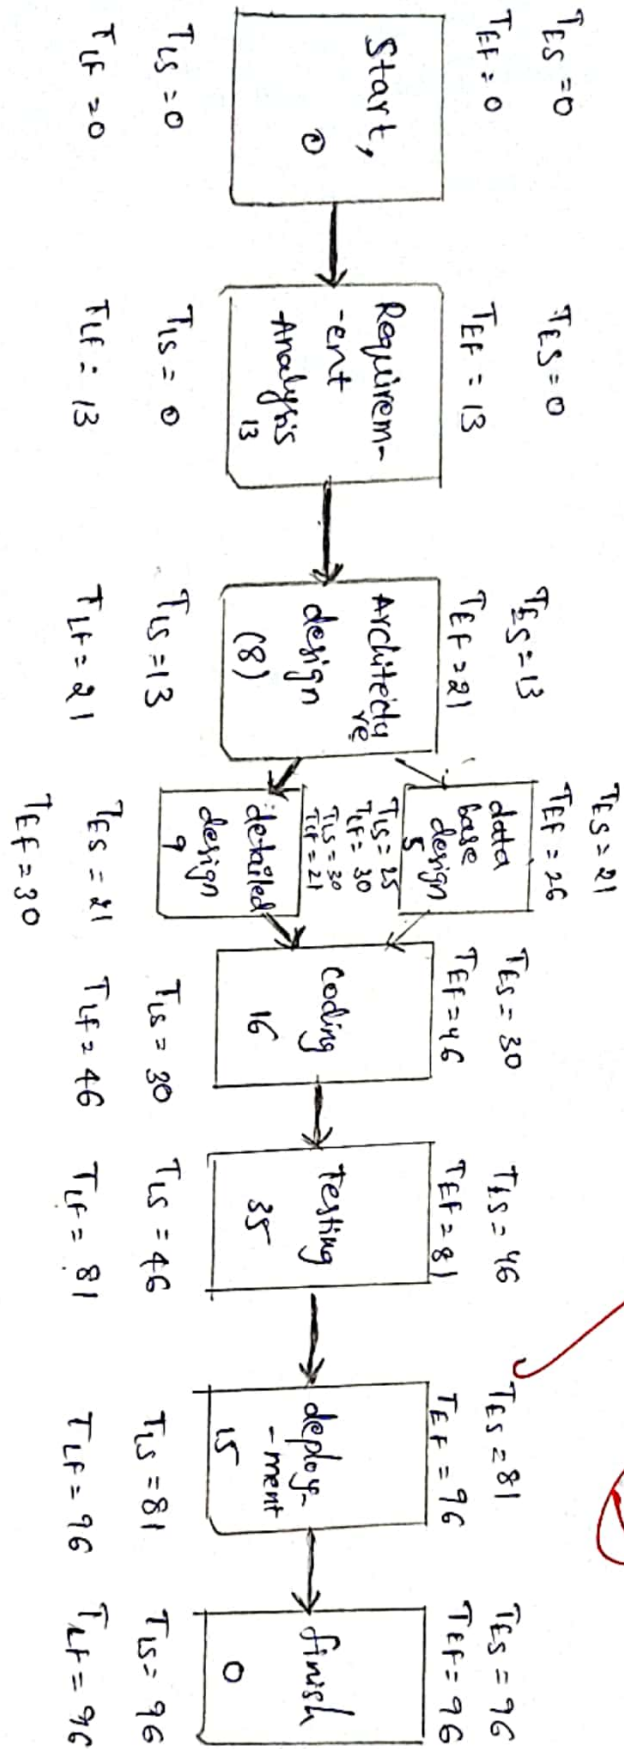 TES = 0
TEF = 0
Start,
0
TLS = 0
TLF = 0
TES = 0
TEF = 13
Requirem-
-ent
Analysis
13
TLS = 0
TLF = 13
TES = 13
TEF = 21
Architectu
re
design
(8)
TLS = 13
TLF = 21
TES = 21
TEF = 26
data
base
design
5
TLS = 25
TLF = 30
TLS = 30
TLF = 21
detailed
design
9
TES = 21
TEF = 30
TES = 30
TEF = 46
coding
16
TLS = 30
TLF = 46
TES = 46
TEF = 81
Testing
35
TLS = 46
TLF = 81
TES = 81
TEF = 96
deploy-
-ment
15
TLS = 81
TLF = 96
TES = 96
TEF = 96
finish
0
TLS = 96
TLF = 96